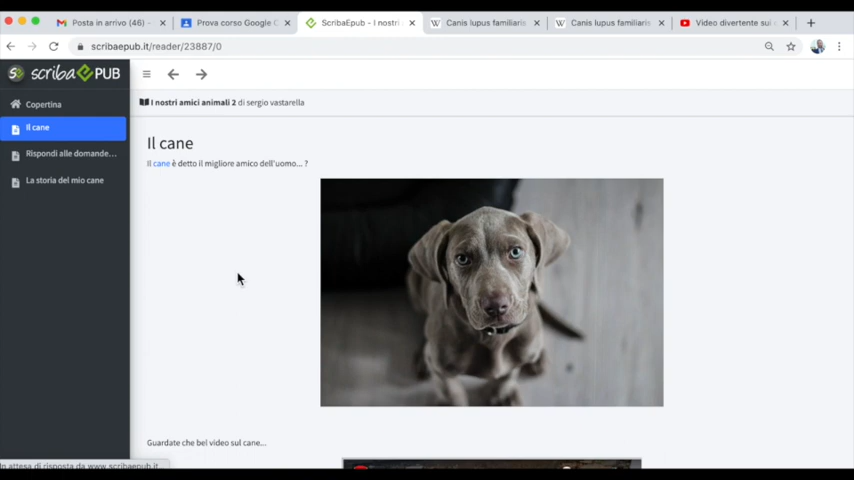 Posta in arrivo (46) -
Prova corso Google C
ScribaEpub - I nostri
Canis lupus familiaris
Canis lupus familiaris
Video divertente sui c
scribaepub.it/reader/23887/0
scribaePUB
I nostri amici animali 2 di sergio vastarella
Copertina
Il cane
Rispondi alle domande...
La storia del mio cane
Il cane
Il cane è detto il migliore amico dell'uomo... ?
Guardate che bel video sul cane...
In attesa di risposta da www.scribaepub.it...